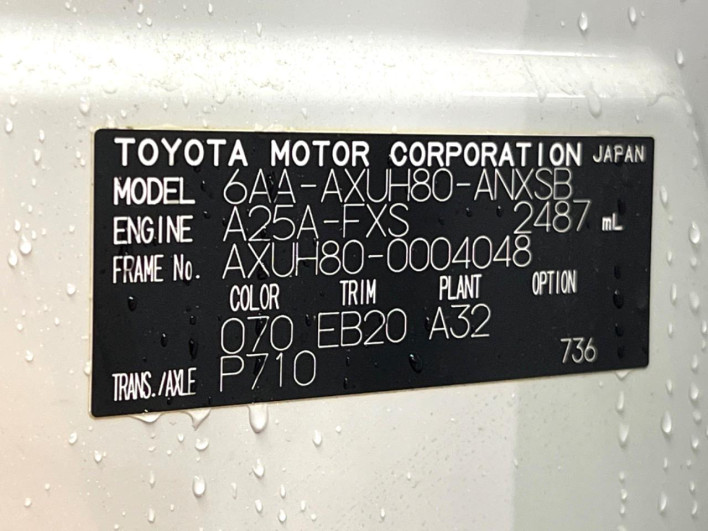 TOYOTA MOTOR CORPORATION JAPAN
MODEL 6AA-AXUH80-ANXSB
ENGINE A25A-FXS 2487 mL
FRAME No. AXUH80-0004048
COLOR TRIM PLANT OPTION
070 EB20 A32
TRANS./AXLE P710 736